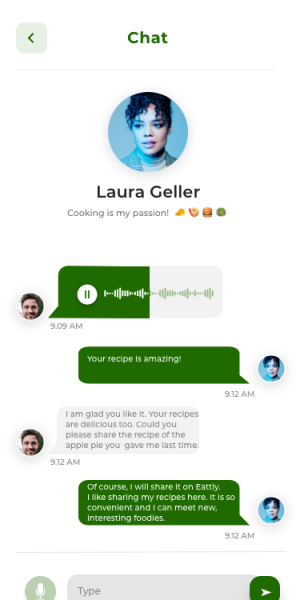 Chat
Laura Geller
Cooking is my passion! 🌮 🍤 🍔 🥝
9.09 AM
Your recipe is amazing!
9.12 AM
I am glad you like it. Your recipes
are delicious too. Could you
please share the recipe of the
apple pie you gave me last time.
9.12 AM
Of course, I will share it on Eattly.
I like sharing my recipes here. It is so
convenient and I can meet new,
interesting foodies.
9.12 AM
Type